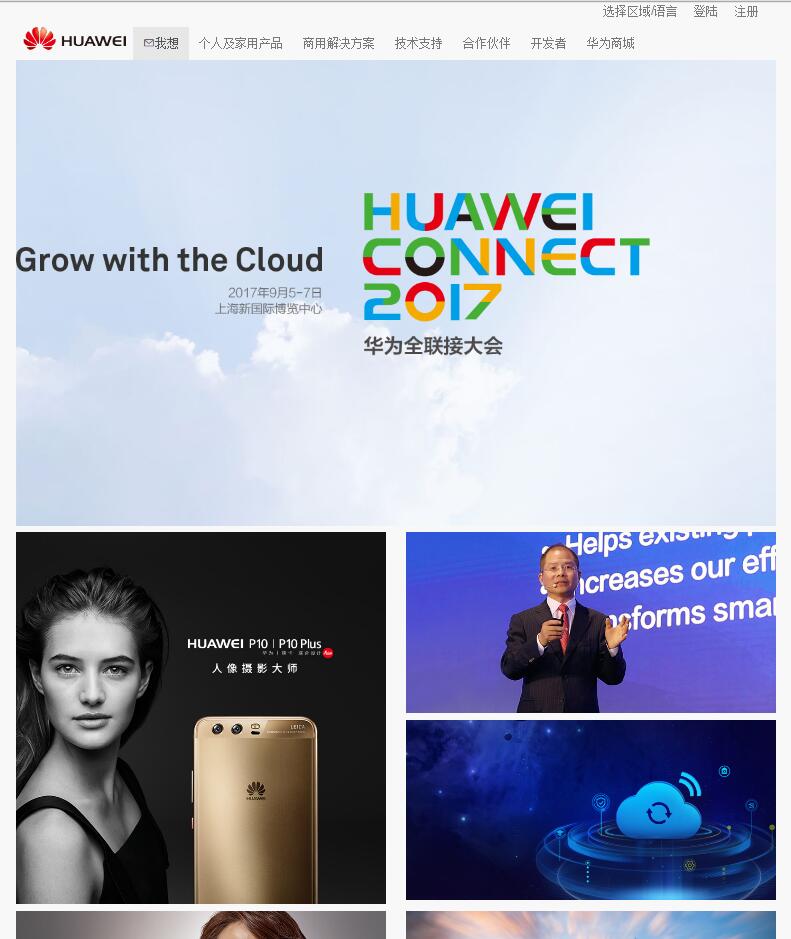 选择区域/语言 登陆 注册
HUAWEI 我想 个人及家用产品 商用解决方案 技术支持 合作伙伴 开发者 华为商城
Grow with the Cloud
2017年9月5-7日
上海新国际博览中心
HUAWEI
CONNECT
2017
华为全联接大会
HUAWEI P10 | P10 Plus
人像摄影大师
LEICA
HUAWEI
Helps existing
increases our eff
nsforms smar